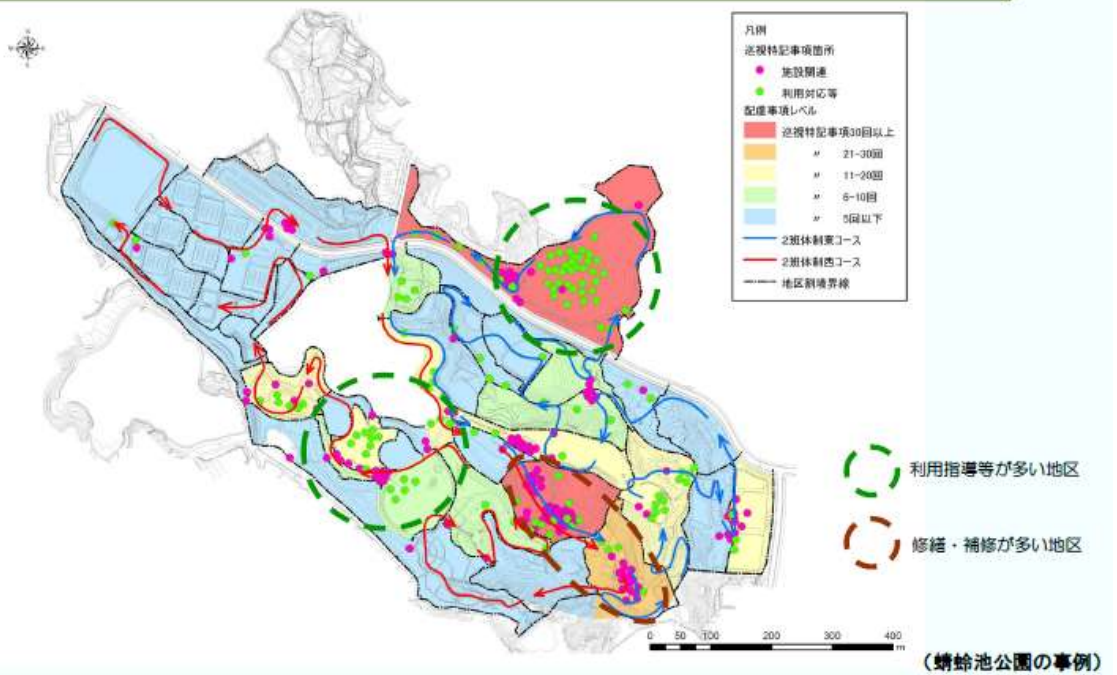 凡例
巡視特記事項箇所
施設関連
利用対応等
配慮事項レベル
巡視特記事項30回以上
〃 21-30回
〃 11-20回
〃 6-10回
〃 5回以下
2班体制東コース
2班体制西コース
地区割境界線
利用指導等が多い地区
修繕・補修が多い地区
0 50 100 200 300 400
m
(蜻蛉池公園の事例)